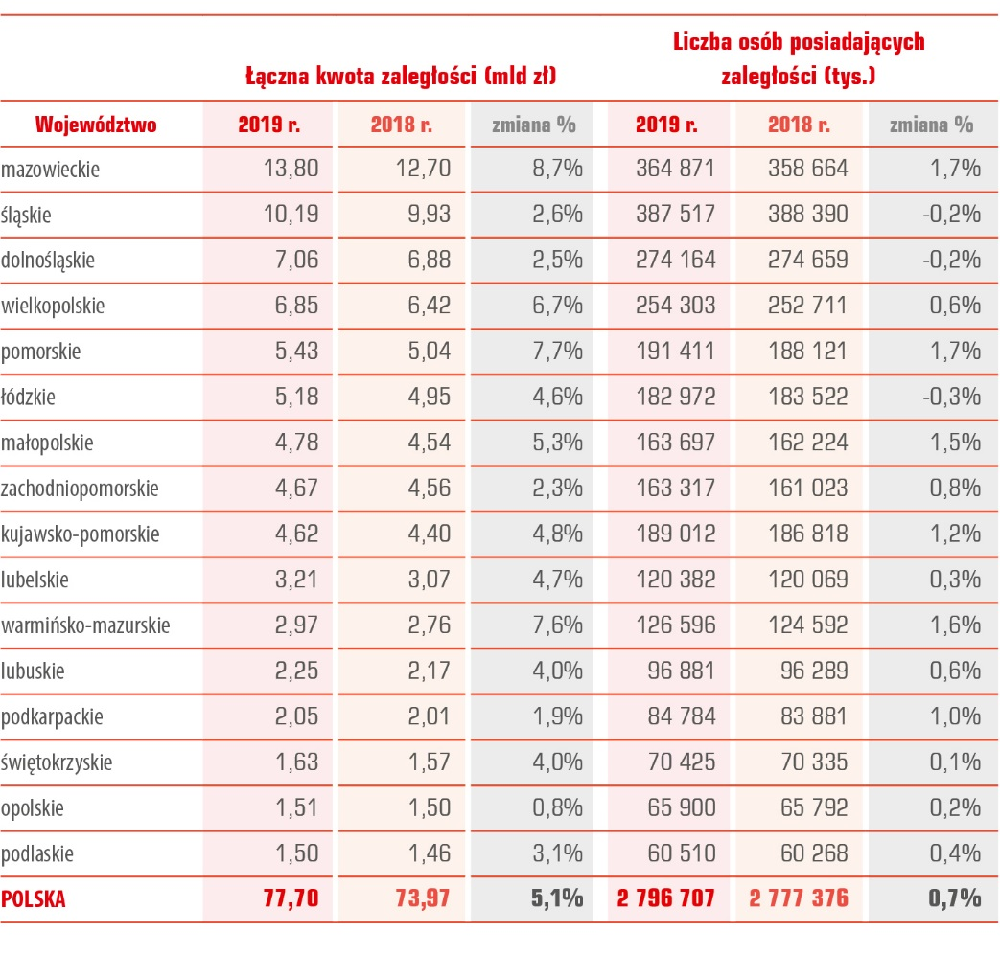 Łączna kwota zaległości (mld zł) Liczba osób posiadających zaległości (tys.)
Województwo 2019 r. 2018 r. zmiana % 2019 r. 2018 r. zmiana %
mazowieckie 13,80 12,70 8,7% 364 871 358 664 1,7%
śląskie 10,19 9,93 2,6% 387 517 388 390 -0,2%
dolnośląskie 7,06 6,88 2,5% 274 164 274 659 -0,2%
wielkopolskie 6,85 6,42 6,7% 254 303 252 711 0,6%
pomorskie 5,43 5,04 7,7% 191 411 188 121 1,7%
łódzkie 5,18 4,95 4,6% 182 972 183 522 -0,3%
małopolskie 4,78 4,54 5,3% 163 697 162 224 1,5%
zachodniopomorskie 4,67 4,56 2,3% 163 317 161 023 0,8%
kujawsko-pomorskie 4,62 4,40 4,8% 189 012 186 818 1,2%
lubelskie 3,21 3,07 4,7% 120 382 120 069 0,3%
warmińsko-mazurskie 2,97 2,76 7,6% 126 596 124 592 1,6%
lubuskie 2,25 2,17 4,0% 96 881 96 289 0,6%
podkarpackie 2,05 2,01 1,9% 84 784 83 881 1,0%
świętokrzyskie 1,63 1,57 4,0% 70 425 70 335 0,1%
opolskie 1,51 1,50 0,8% 65 900 65 792 0,2%
podlaskie 1,50 1,46 3,1% 60 510 60 268 0,4%
POLSKA 77,70 73,97 5,1% 2 796 707 2 777 376 0,7%